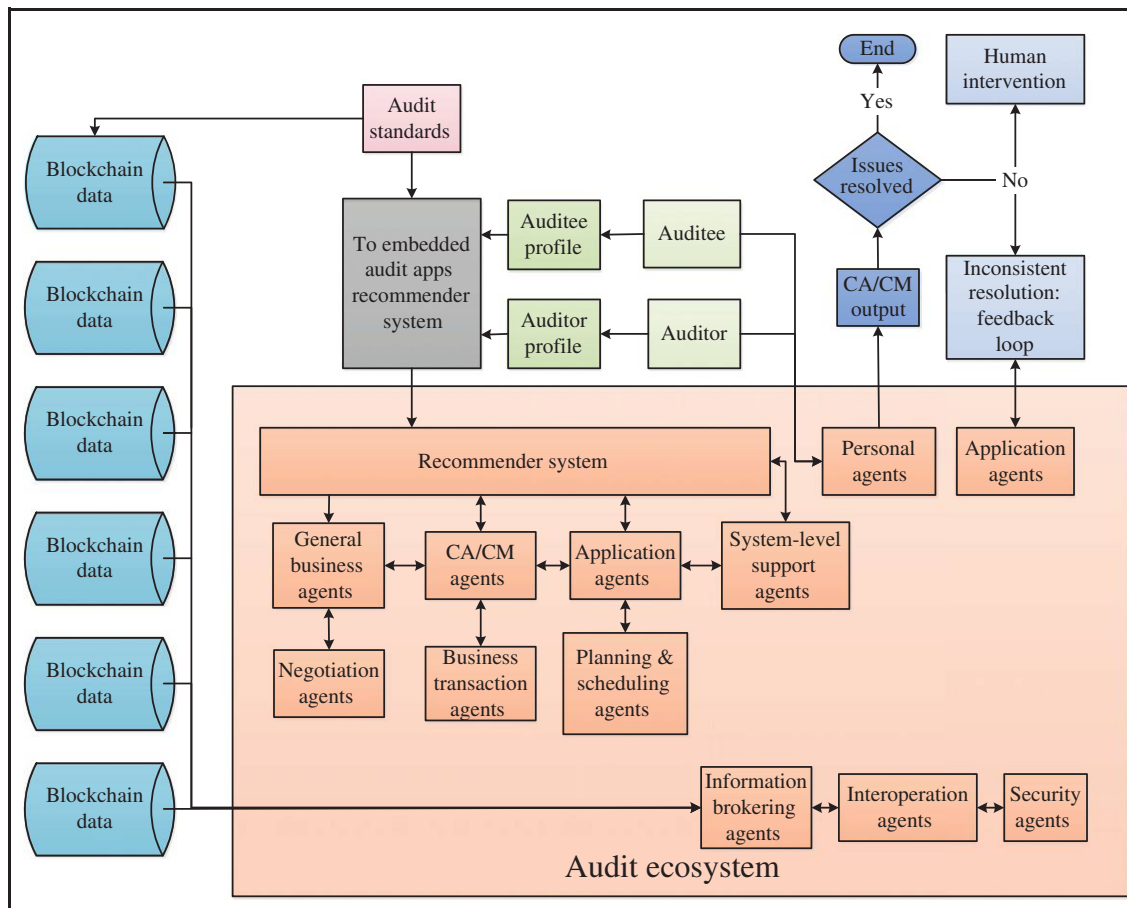 End
Human
intervention
Yes
Audit
standards
Blockchain
data
Issues
resolved
No
To embedded
audit apps
recommender
system
Auditee
profile
Auditee
Blockchain
data
CA/CM
output
Inconsistent
resolution:
feedback
loop
Auditor
profile
Auditor
Blockchain
data
Recommender system
Personal
agents
Application
agents
Blockchain
data
General
business
agents
CA/CM
agents
Application
agents
System-level
support
agents
Blockchain
data
Negotiation
agents
Business
transaction
agents
Planning &
scheduling
agents
Blockchain
data
Information
brokering
agents
Interoperation
agents
Security
agents
Audit ecosystem